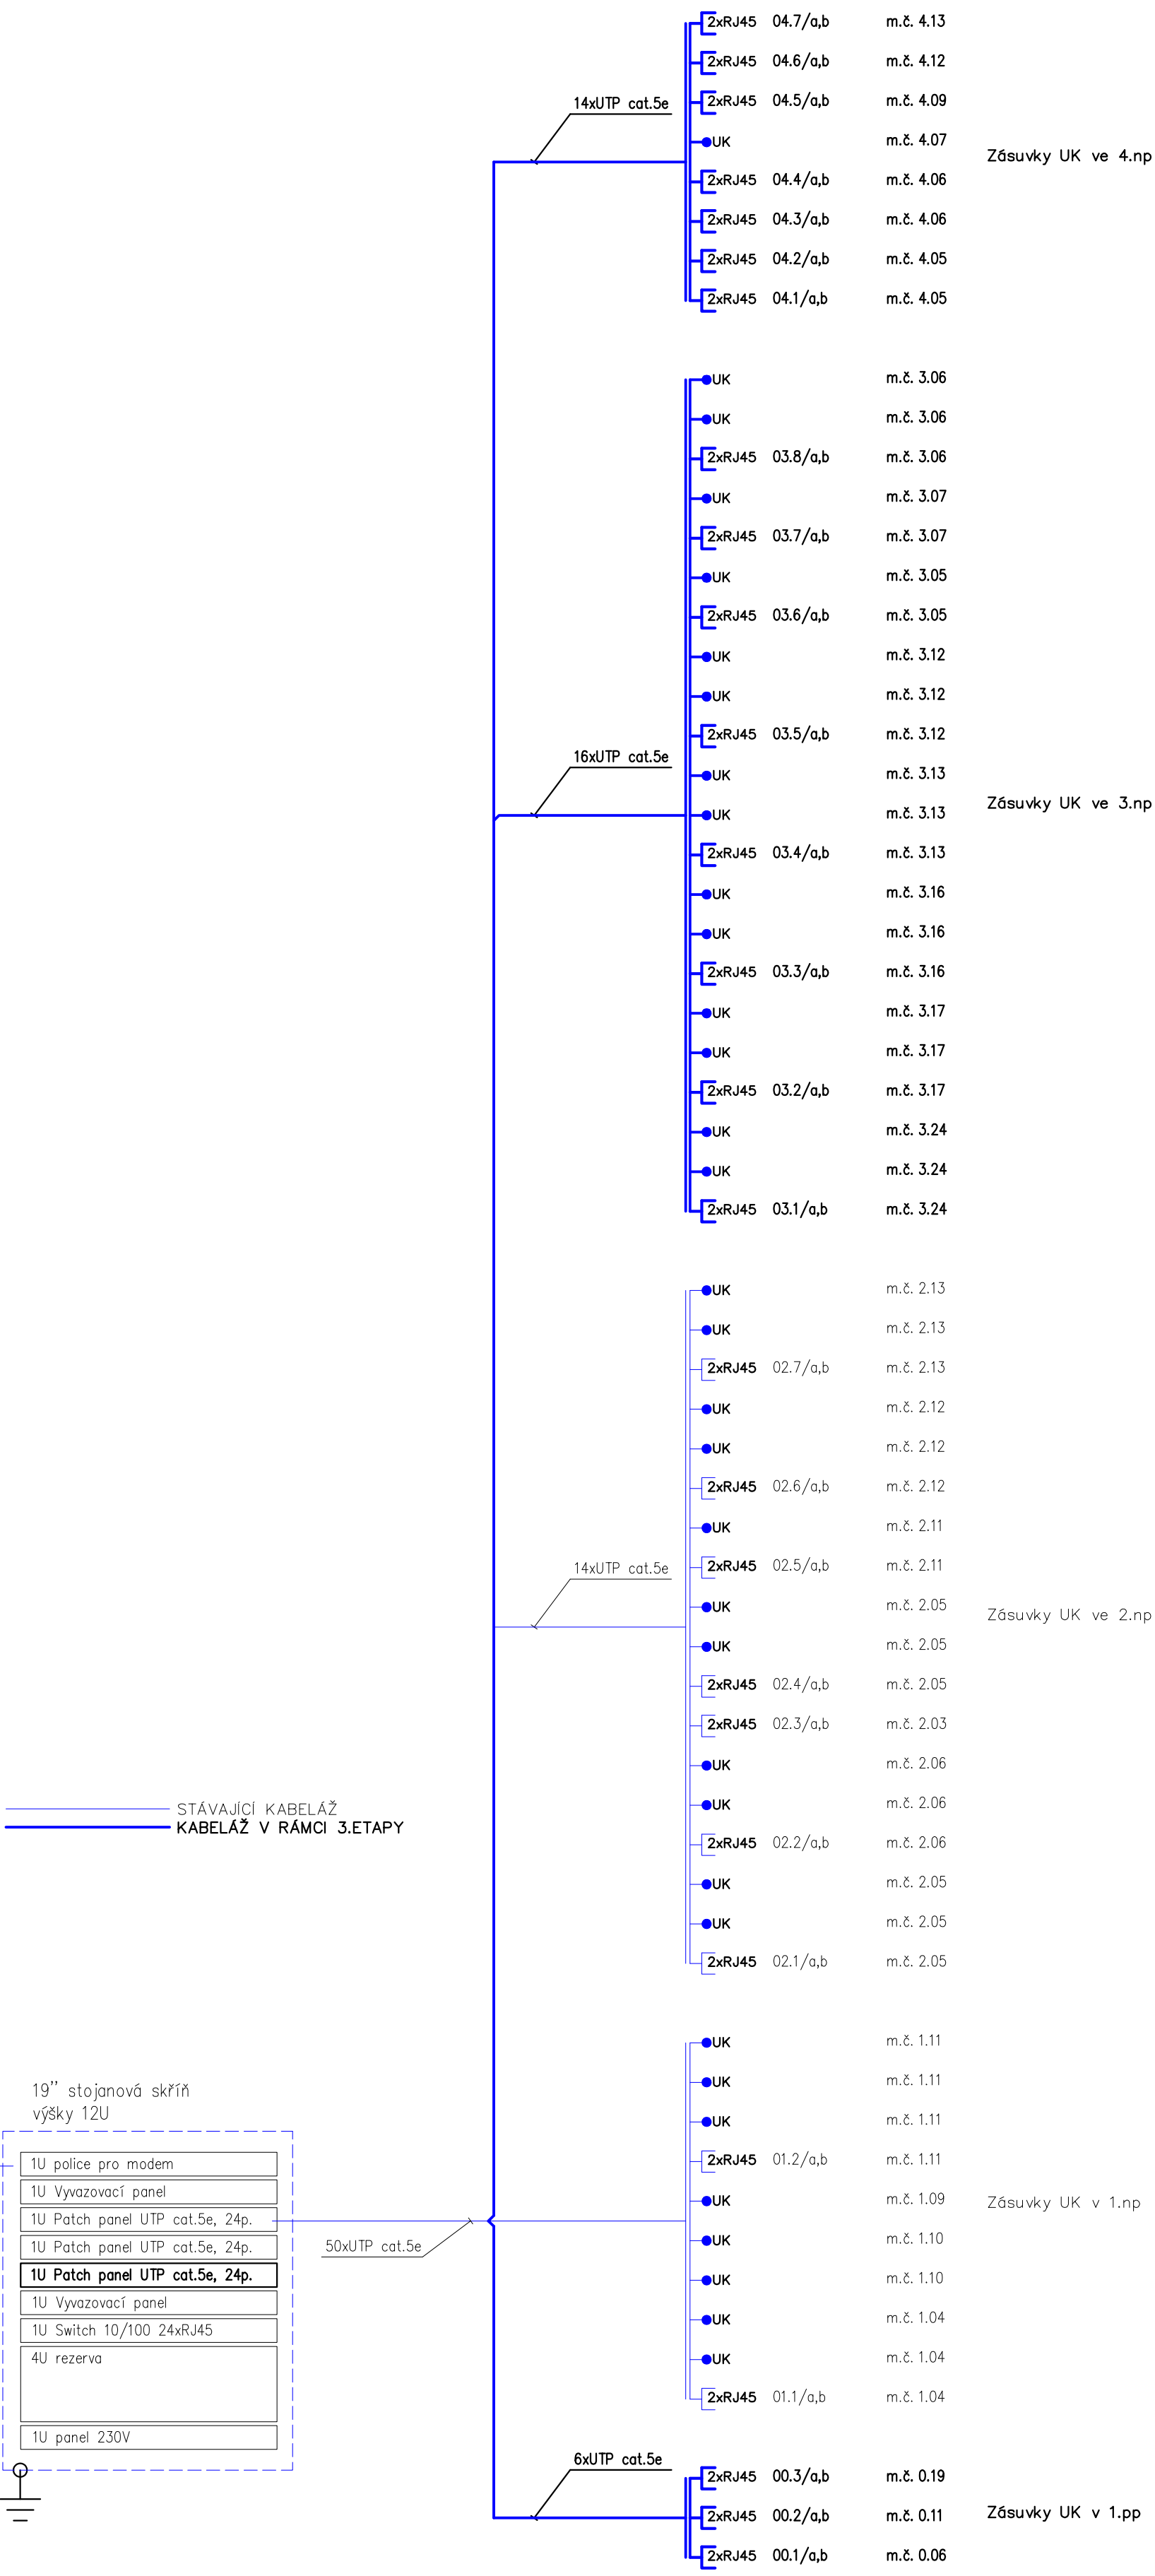 2xRJ45 04.7/a,b m.č. 4.13
2xRJ45 04.6/a,b m.č. 4.12
14xUTP cat.5e
2xRJ45 04.5/a,b m.č. 4.09
UK m.č. 4.07
Zásuvky UK ve 4.np
2xRJ45 04.4/a,b m.č. 4.06
2xRJ45 04.3/a,b m.č. 4.06
2xRJ45 04.2/a,b m.č. 4.05
2xRJ45 04.1/a,b m.č. 4.05
UK m.č. 3.06
UK m.č. 3.06
2xRJ45 03.8/a,b m.č. 3.06
UK m.č. 3.07
2xRJ45 03.7/a,b m.č. 3.07
UK m.č. 3.05
2xRJ45 03.6/a,b m.č. 3.05
UK m.č. 3.12
UK m.č. 3.12
2xRJ45 03.5/a,b m.č. 3.12
16xUTP cat.5e
UK m.č. 3.13
UK m.č. 3.13
Zásuvky UK ve 3.np
2xRJ45 03.4/a,b m.č. 3.13
UK m.č. 3.16
UK m.č. 3.16
2xRJ45 03.3/a,b m.č. 3.16
UK m.č. 3.17
UK m.č. 3.17
2xRJ45 03.2/a,b m.č. 3.17
UK m.č. 3.24
UK m.č. 3.24
2xRJ45 03.1/a,b m.č. 3.24
UK m.č. 2.13
UK m.č. 2.13
2xRJ45 02.7/a,b m.č. 2.13
UK m.č. 2.12
UK m.č. 2.12
2xRJ45 02.6/a,b m.č. 2.12
UK m.č. 2.11
14xUTP cat.5e
2xRJ45 02.5/a,b m.č. 2.11
UK m.č. 2.05
Zásuvky UK ve 2.np
UK m.č. 2.05
2xRJ45 02.4/a,b m.č. 2.05
2xRJ45 02.3/a,b m.č. 2.03
UK m.č. 2.06
UK m.č. 2.06
2xRJ45 02.2/a,b m.č. 2.06
UK m.č. 2.05
UK m.č. 2.05
2xRJ45 02.1/a,b m.č. 2.05
STÁVAJÍCÍ KABELÁŽ
KABELÁŽ V RÁMCI 3.ETAPY
UK m.č. 1.11
UK m.č. 1.11
UK m.č. 1.11
2xRJ45 01.2/a,b m.č. 1.11
UK m.č. 1.09
Zásuvky UK v 1.np
UK m.č. 1.10
UK m.č. 1.10
UK m.č. 1.04
UK m.č. 1.04
2xRJ45 01.1/a,b m.č. 1.04
19'' stojanová skříň
výšky 12U
1U police pro modem
1U Vyvazovací panel
1U Patch panel UTP cat.5e, 24p.
1U Patch panel UTP cat.5e, 24p.
1U Patch panel UTP cat.5e, 24p.
1U Vyvazovací panel
1U Switch 10/100 24xRJ45
4U rezerva
1U panel 230V
50xUTP cat.5e
6xUTP cat.5e
2xRJ45 00.3/a,b m.č. 0.19
2xRJ45 00.2/a,b m.č. 0.11
Zásuvky UK v 1.pp
2xRJ45 00.1/a,b m.č. 0.06